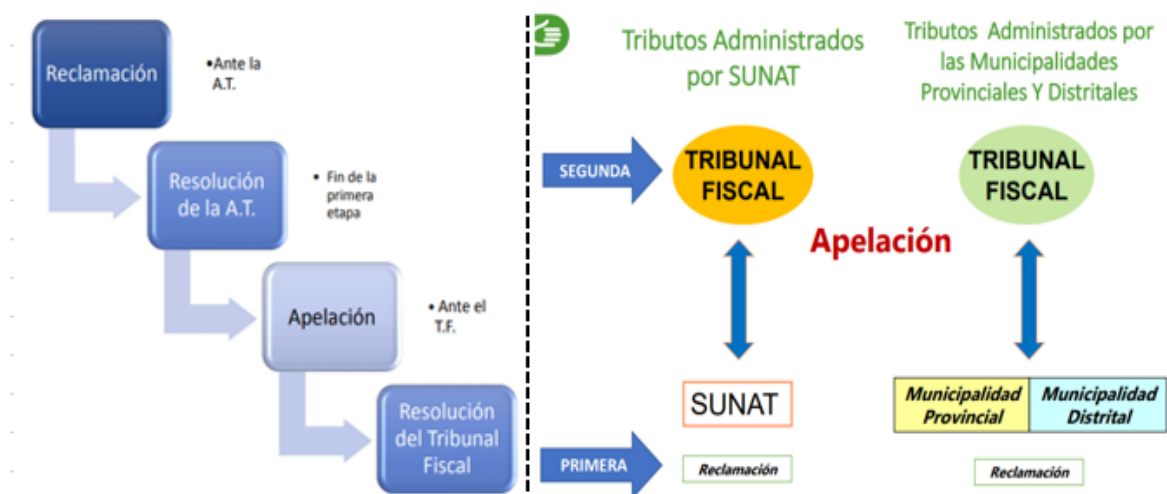 Reclamación
•Ante la
A.T.
Resolución
de la A.T.
• Fin de la
primera
etapa
Apelación
• Ante el
T.F.
Resolución
del Tribunal
Fiscal
Tributos Administrados
por SUNAT
Tributos Administrados por
las Municipalidades
Provinciales Y Distritales
SEGUNDA
TRIBUNAL
FISCAL
TRIBUNAL
FISCAL
Apelación
SUNAT
Municipalidad
Provincial
Municipalidad
Distrital
PRIMERA
Reclamación
Reclamación